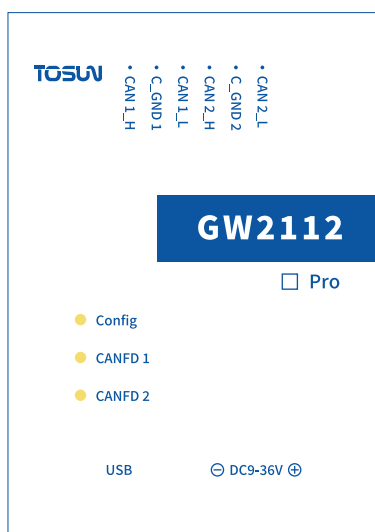 TOSUN
• CAN 1_H
• C_GND 1
• CAN 1_L
• CAN 2_H
• C_GND 2
• CAN 2_L
GW2112
☐ Pro
Config
CANFD 1
CANFD 2
USB
⊖ DC9-36V ⊕